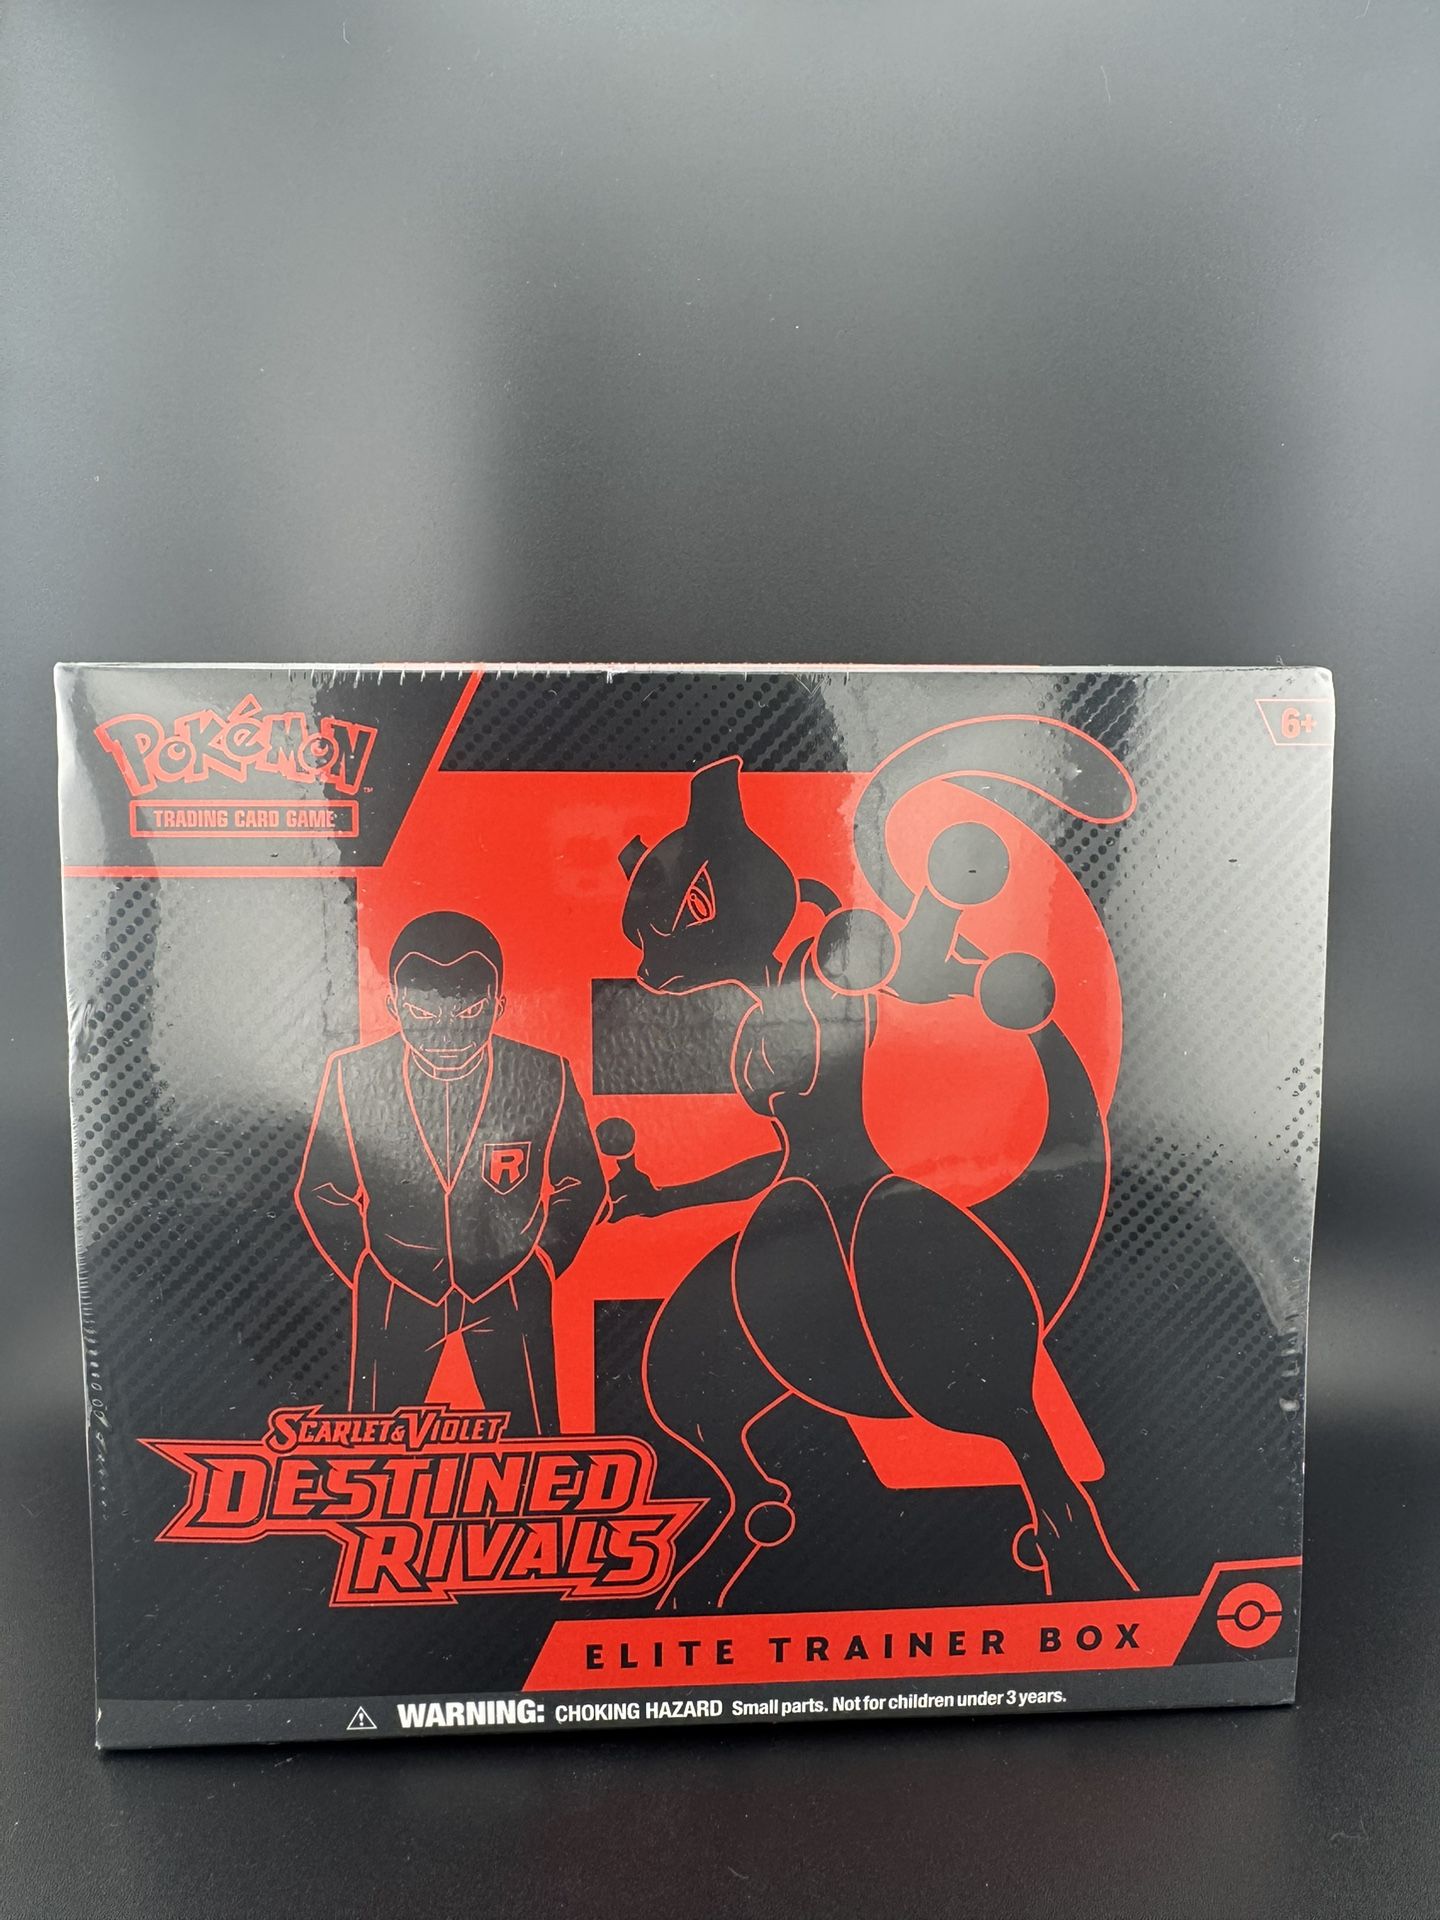 POKéMON
TM
TRADING CARD GAME
6+
R
SCARLET & VIOLET
DESTINED
RIVALS
ELITE TRAINER BOX
WARNING: CHOKING HAZARD Small parts. Not for children under 3 years.